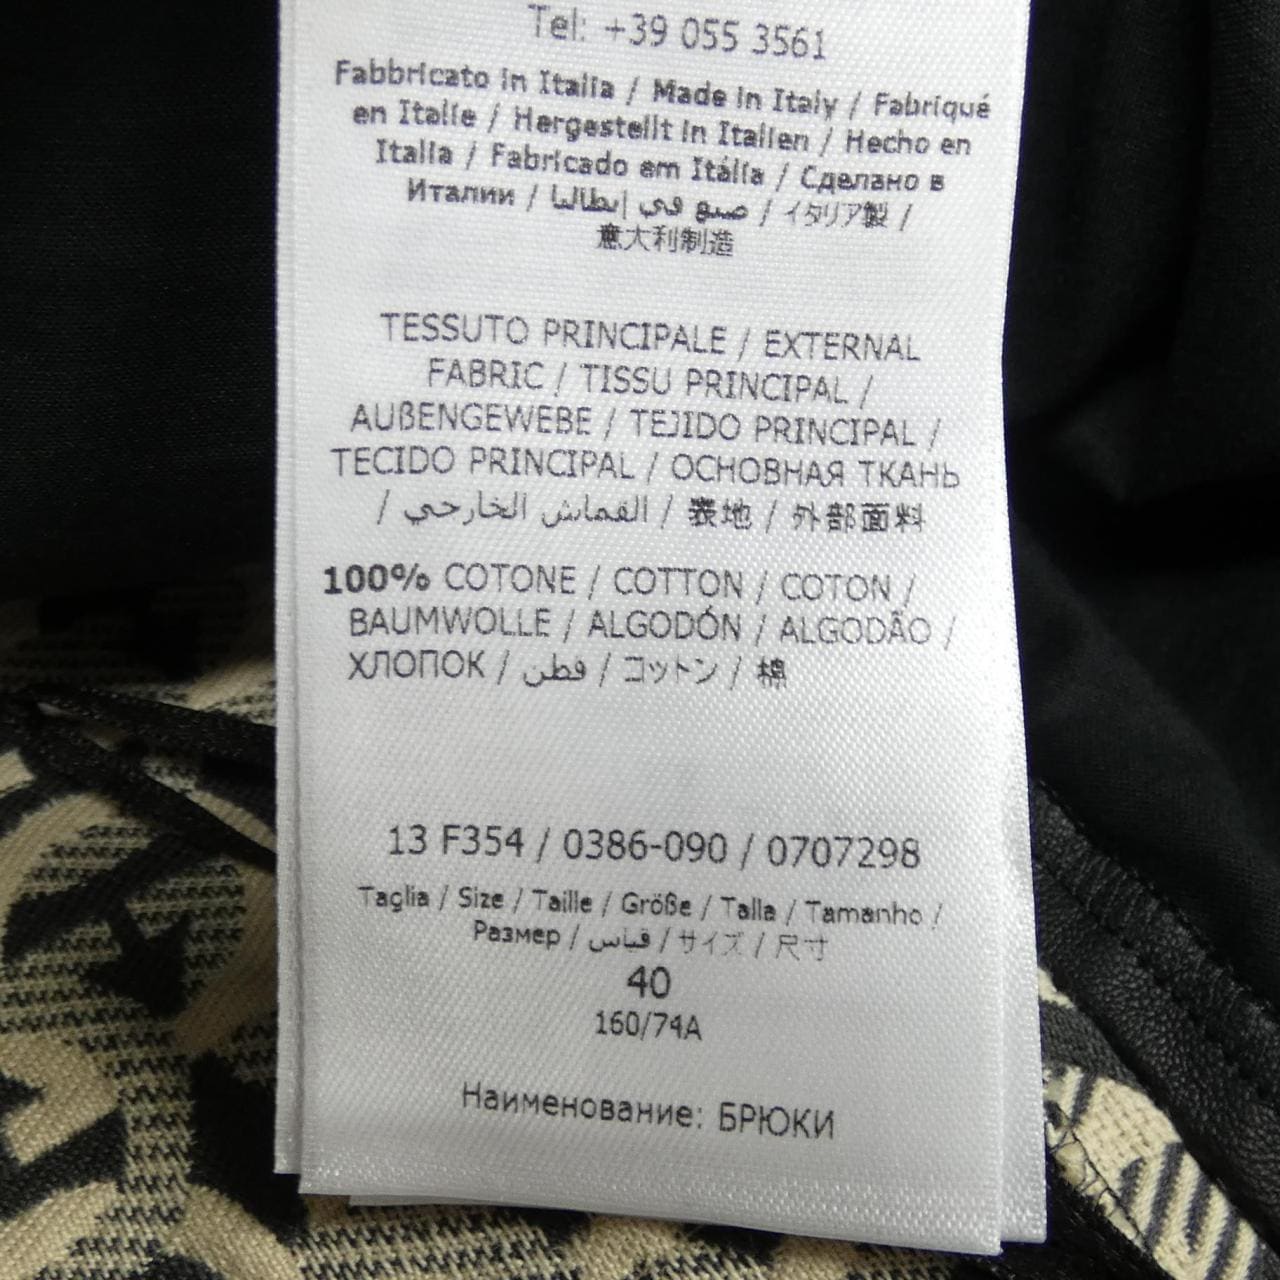 Tel: +39 055 3561
Fabbricato in Italia / Made in Italy / Fabriqué
en Italie / Hergestellt in Italien / Hecho en
Italia / Fabricado em Itália / Сделано в
Италии / صنع في إيطاليا / イタリア製 /
意大利制造
TESSUTO PRINCIPALE / EXTERNAL
FABRIC / TISSU PRINCIPAL /
AUßENGEWEBE / TEJIDO PRINCIPAL /
TECIDO PRINCIPAL / ОСНОВНАЯ ТКАНЬ
/ القماش الخارجي / 表地 / 外部面料
100% COTONE / COTTON / COTON /
BAUMWOLLE / ALGODÓN / ALGODÃO /
ХЛОПОК / قطن / コットン / 棉
13 F354 / 0386-090 / 0707298
Taglia / Size / Taille / Größe / Talla / Tamanho /
Размер / قياس / サイズ / 尺寸
40
160/74A
Наименование: БРЮКИ